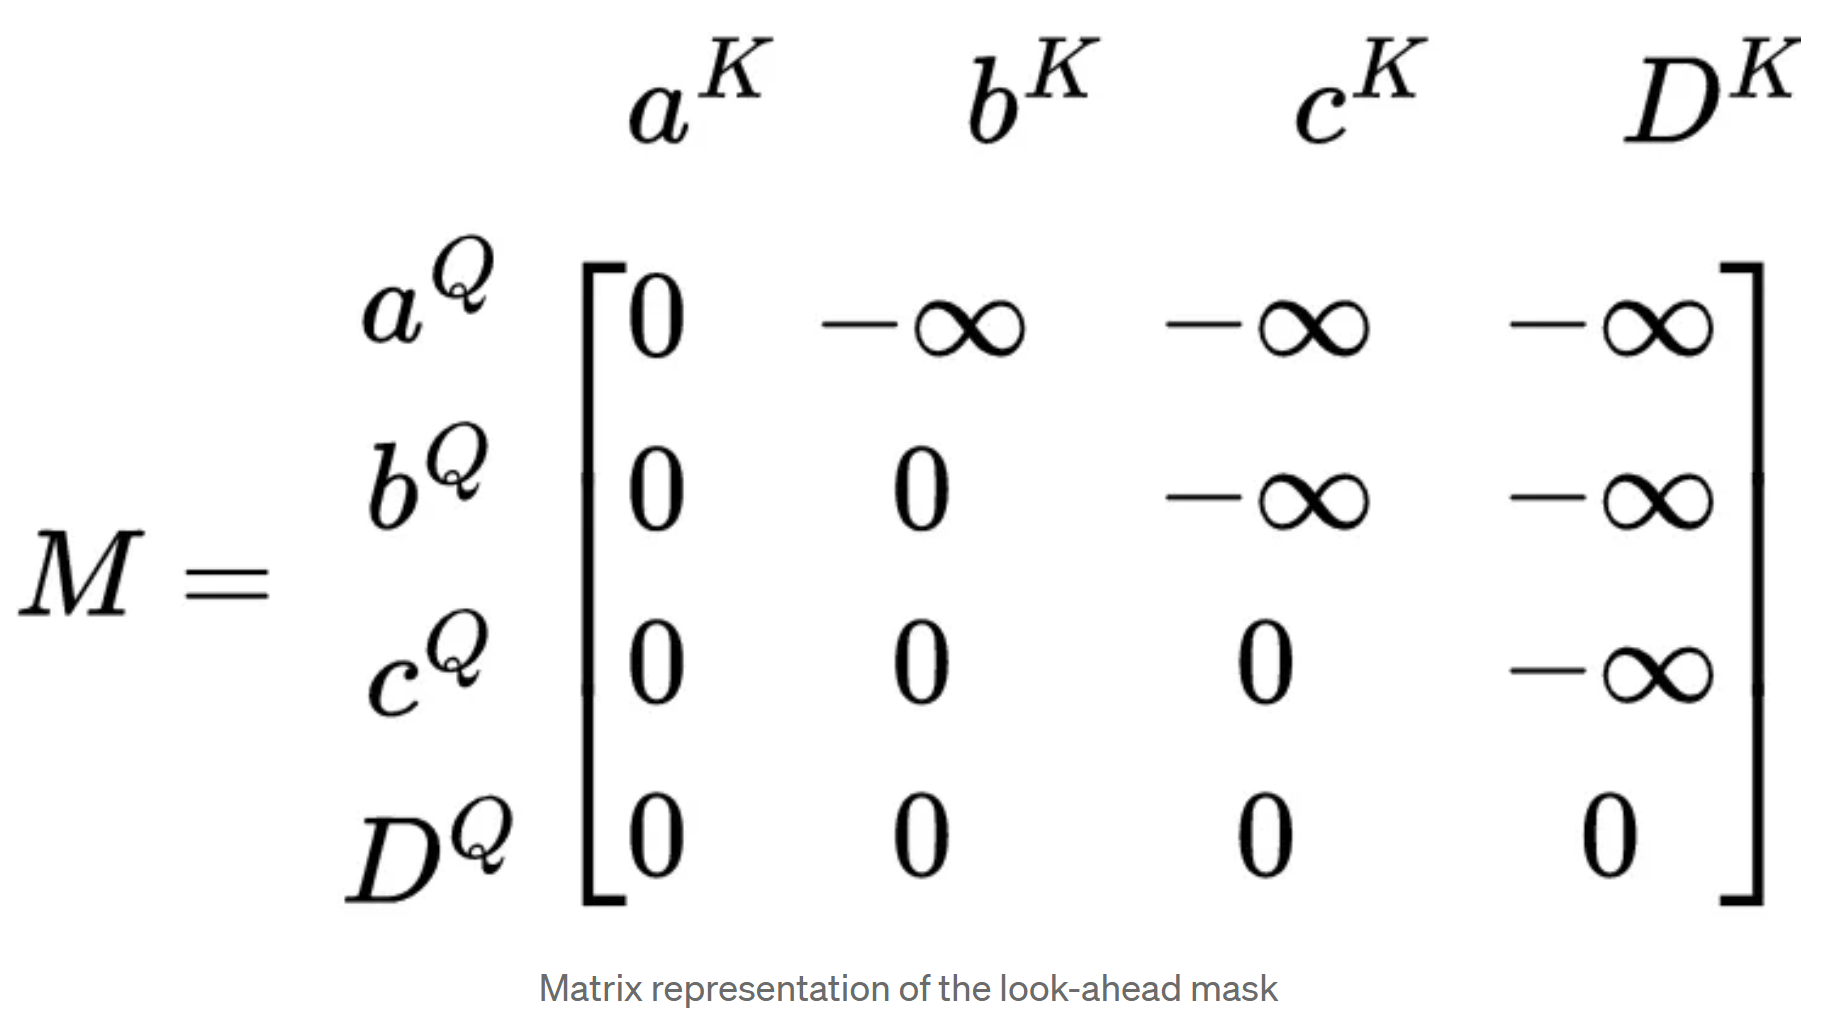 a^K b^K c^K D^K
a^Q [0 −∞ −∞ −∞]
b^Q [0 0 −∞ −∞]
M = c^Q [0 0 0 −∞]
D^Q [0 0 0 0]
Matrix representation of the look-ahead mask